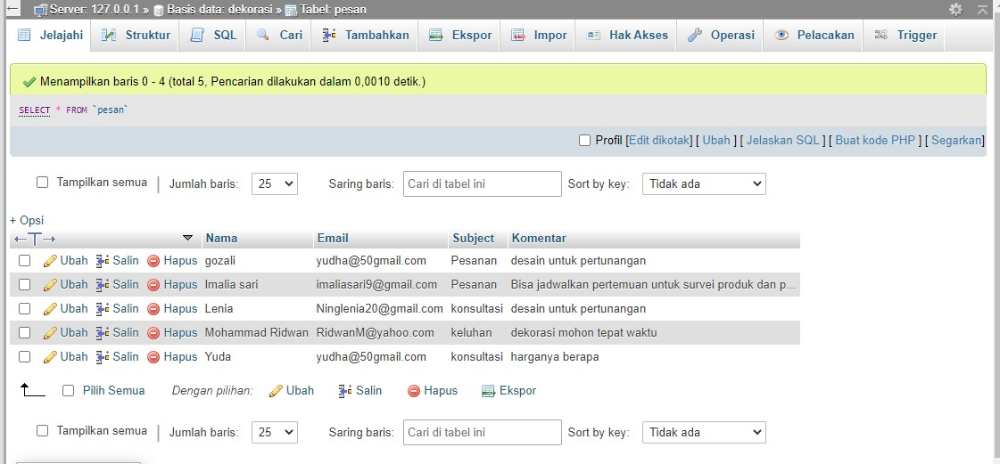 Server: 127.0.0.1 » Basis data: dekorasi » Tabel: pesan
Jelajahi Struktur SQL Cari Tambahkan Ekspor Impor Hak Akses Operasi Pelacakan Trigger
Menampilkan baris 0 - 4 (total 5, Pencarian dilakukan dalam 0,0010 detik.)
SELECT * FROM `pesan`
Profil [Edit dikotak] [ Ubah ] [ Jelaskan SQL ] [ Buat kode PHP ] [ Segarkan]
Tampilkan semua | Jumlah baris: 25 Saring baris: Cari di tabel ini Sort by key: Tidak ada
+ Opsi
←T→ Nama Email Subject Komentar
Ubah Salin Hapus gozali yudha@50gmail.com Pesanan desain untuk pertunangan
Ubah Salin Hapus Imalia sari imaliasari9@gmail.com Pesanan Bisa jadwalkan pertemuan untuk survei produk dan p...
Ubah Salin Hapus Lenia Ninglenia20@gmail.com konsultasi desain untuk pertunangan
Ubah Salin Hapus Mohammad Ridwan RidwanM@yahoo.com keluhan dekorasi mohon tepat waktu
Ubah Salin Hapus Yuda yudha@50gmail.com konsultasi harganya berapa
Pilih Semua Dengan pilihan: Ubah Salin Hapus Ekspor
Tampilkan semua | Jumlah baris: 25 Saring baris: Cari di tabel ini Sort by key: Tidak ada